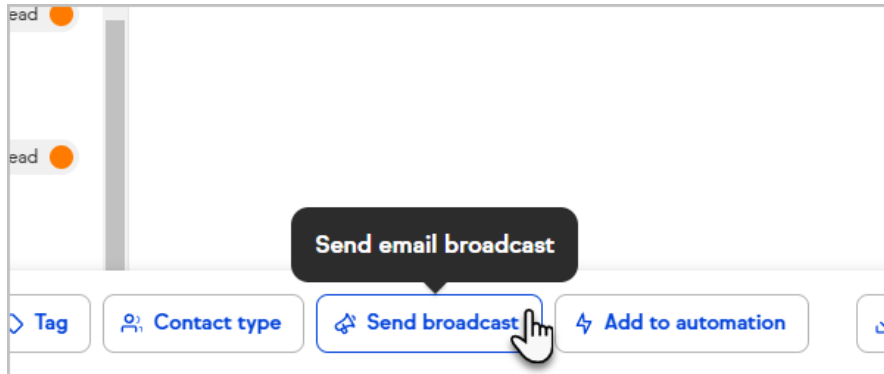 ead
ead
Send email broadcast
Tag
Contact type
Send broadcast
Add to automation